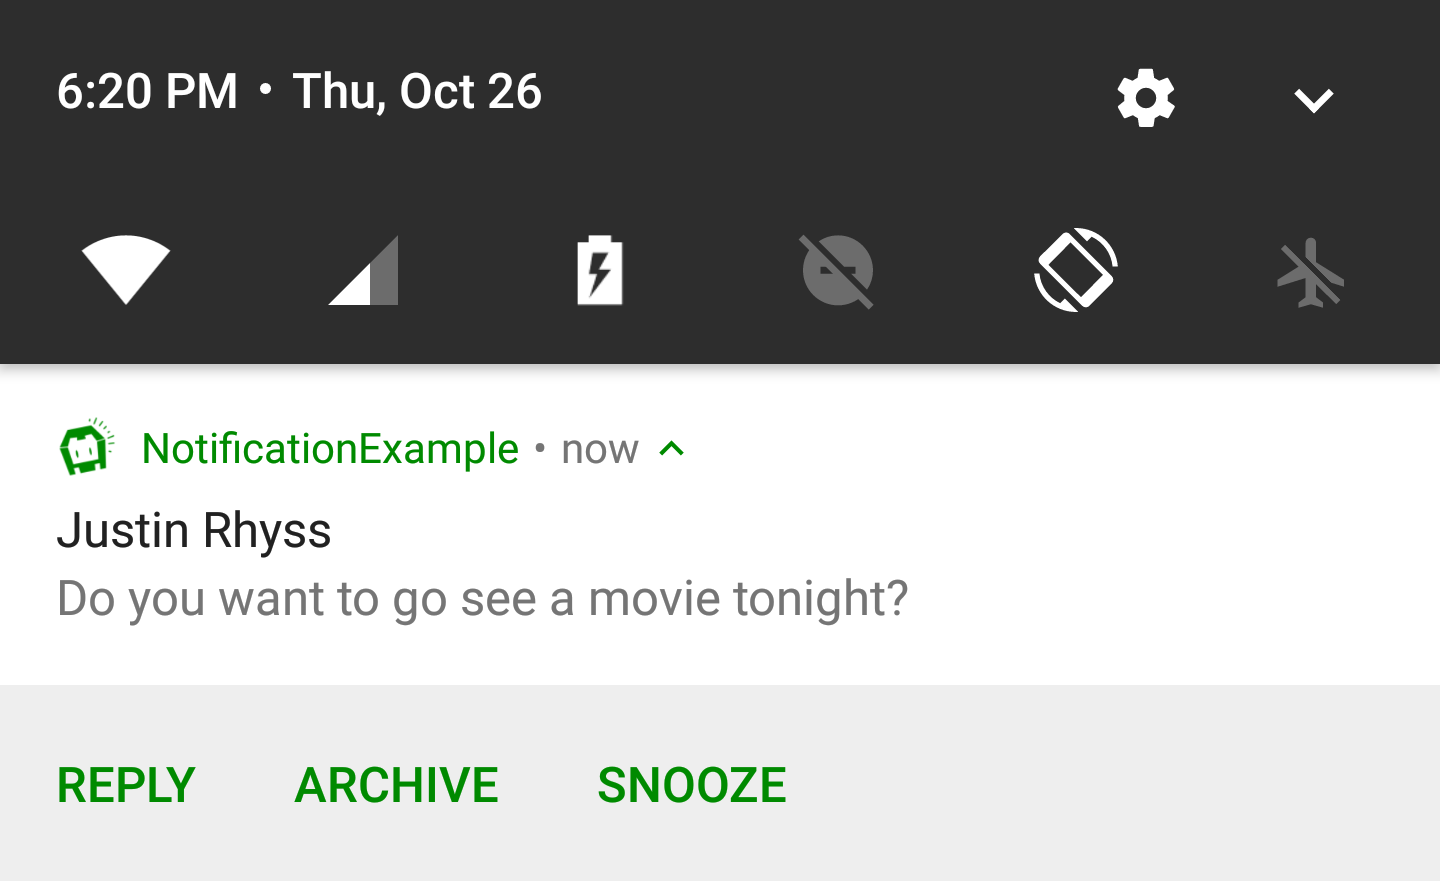 6:20 PM • Thu, Oct 26
NotificationExample • now
Justin Rhyss
Do you want to go see a movie tonight?
REPLY ARCHIVE SNOOZE